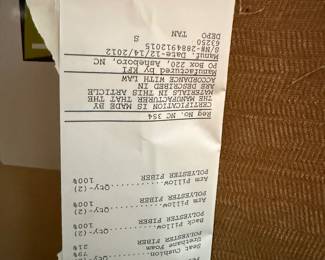 Seat Cushion
Urethane Foam 79%
POLYESTER FIBER 21%
Back Pillow
POLYESTER FIBER
Arm Pillow..........Qty-(2)
POLYESTER FIBER 100%
Arm Pillow..........Qty-(2)
POLYESTER FIBER 100%
Reg No. NC 354
CERTIFICATION IS MADE BY
THE MANUFACTURER THAT THE
MATERIALS IN THIS ARTICLE
ARE DESCRIBED IN
ACCORDANCE WITH LAW
Manufactured by KFI
PO Box 220, Asheboro, NC
Manuf. Date-12/14/2012
S/N#-2884912015
63250 S
DEPO TAN